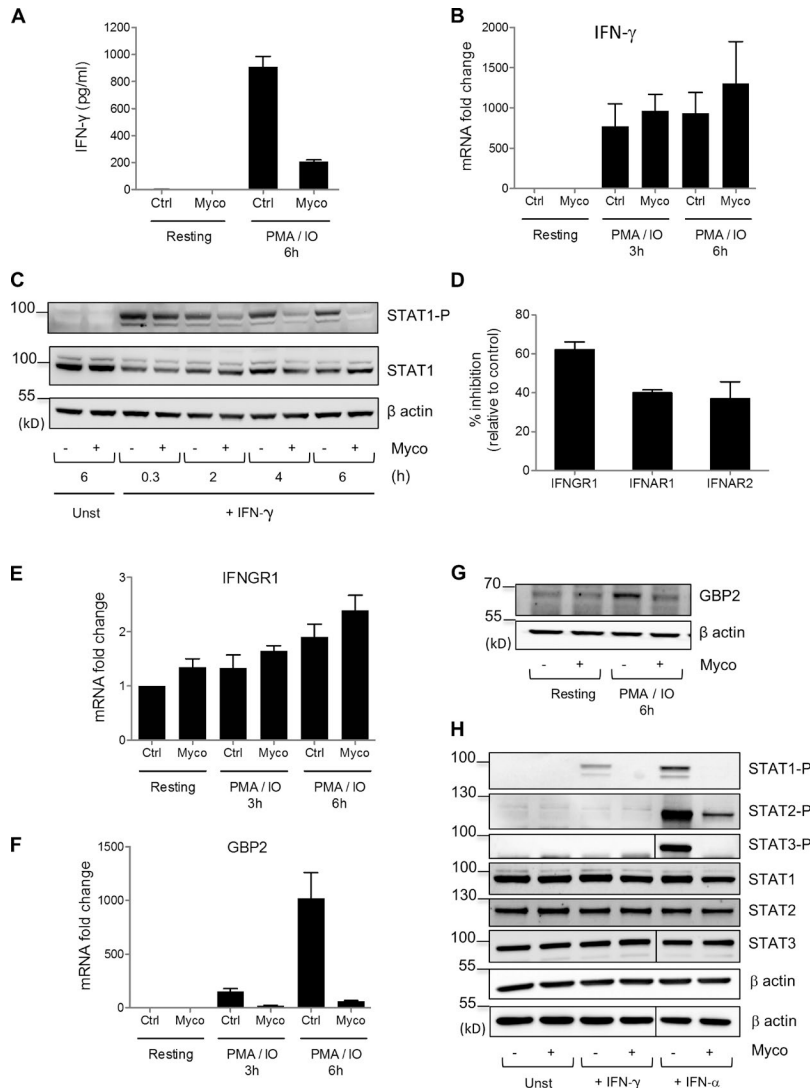 A
IFN-γ (pg/ml)
1200
1000
800
600
400
200
0
Ctrl Myco Ctrl Myco
Resting PMA / IO
6h
B
IFN-γ
mRNA fold change
2000
1500
1000
500
0
Ctrl Myco Ctrl Myco Ctrl Myco
Resting PMA / IO PMA / IO
3h 6h
C
100 STAT1-P
100 STAT1
55
β actin
(kD)
- + - + - + - + - + Myco
6 0.3 2 4 6 (h)
Unst + IFN-γ
D
% inhibition
(relative to control)
80
60
40
20
0
IFNGR1 IFNAR1 IFNAR2
E
IFNGR1
mRNA fold change
3
2
1
0
Ctrl Myco Ctrl Myco Ctrl Myco
Resting PMA / IO PMA / IO
3h 6h
F
GBP2
mRNA fold change
1500
1000
500
0
Ctrl Myco Ctrl Myco Ctrl Myco
Resting PMA / IO PMA / IO
3h 6h
G
70
GBP2
55
β actin
(kD)
- + - + Myco
Resting PMA / IO
6h
H
100 STAT1-P
130
STAT2-P
100
STAT3-P
100 STAT1
130
STAT2
100 STAT3
55
β actin
55
β actin
(kD)
- + - + - + Myco
Unst + IFN-γ + IFN-α